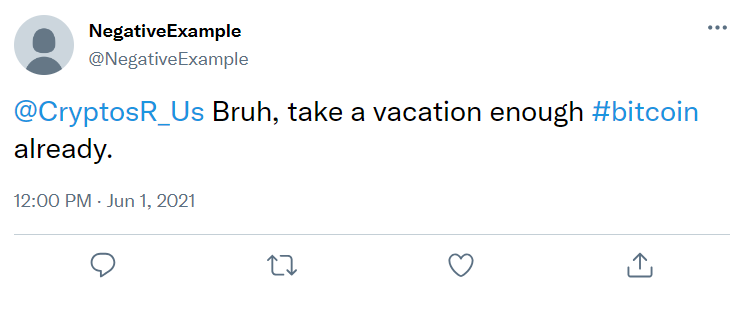 NegativeExample
@NegativeExample
@CryptosR_Us Bruh, take a vacation enough #bitcoin
already.
12:00 PM · Jun 1, 2021